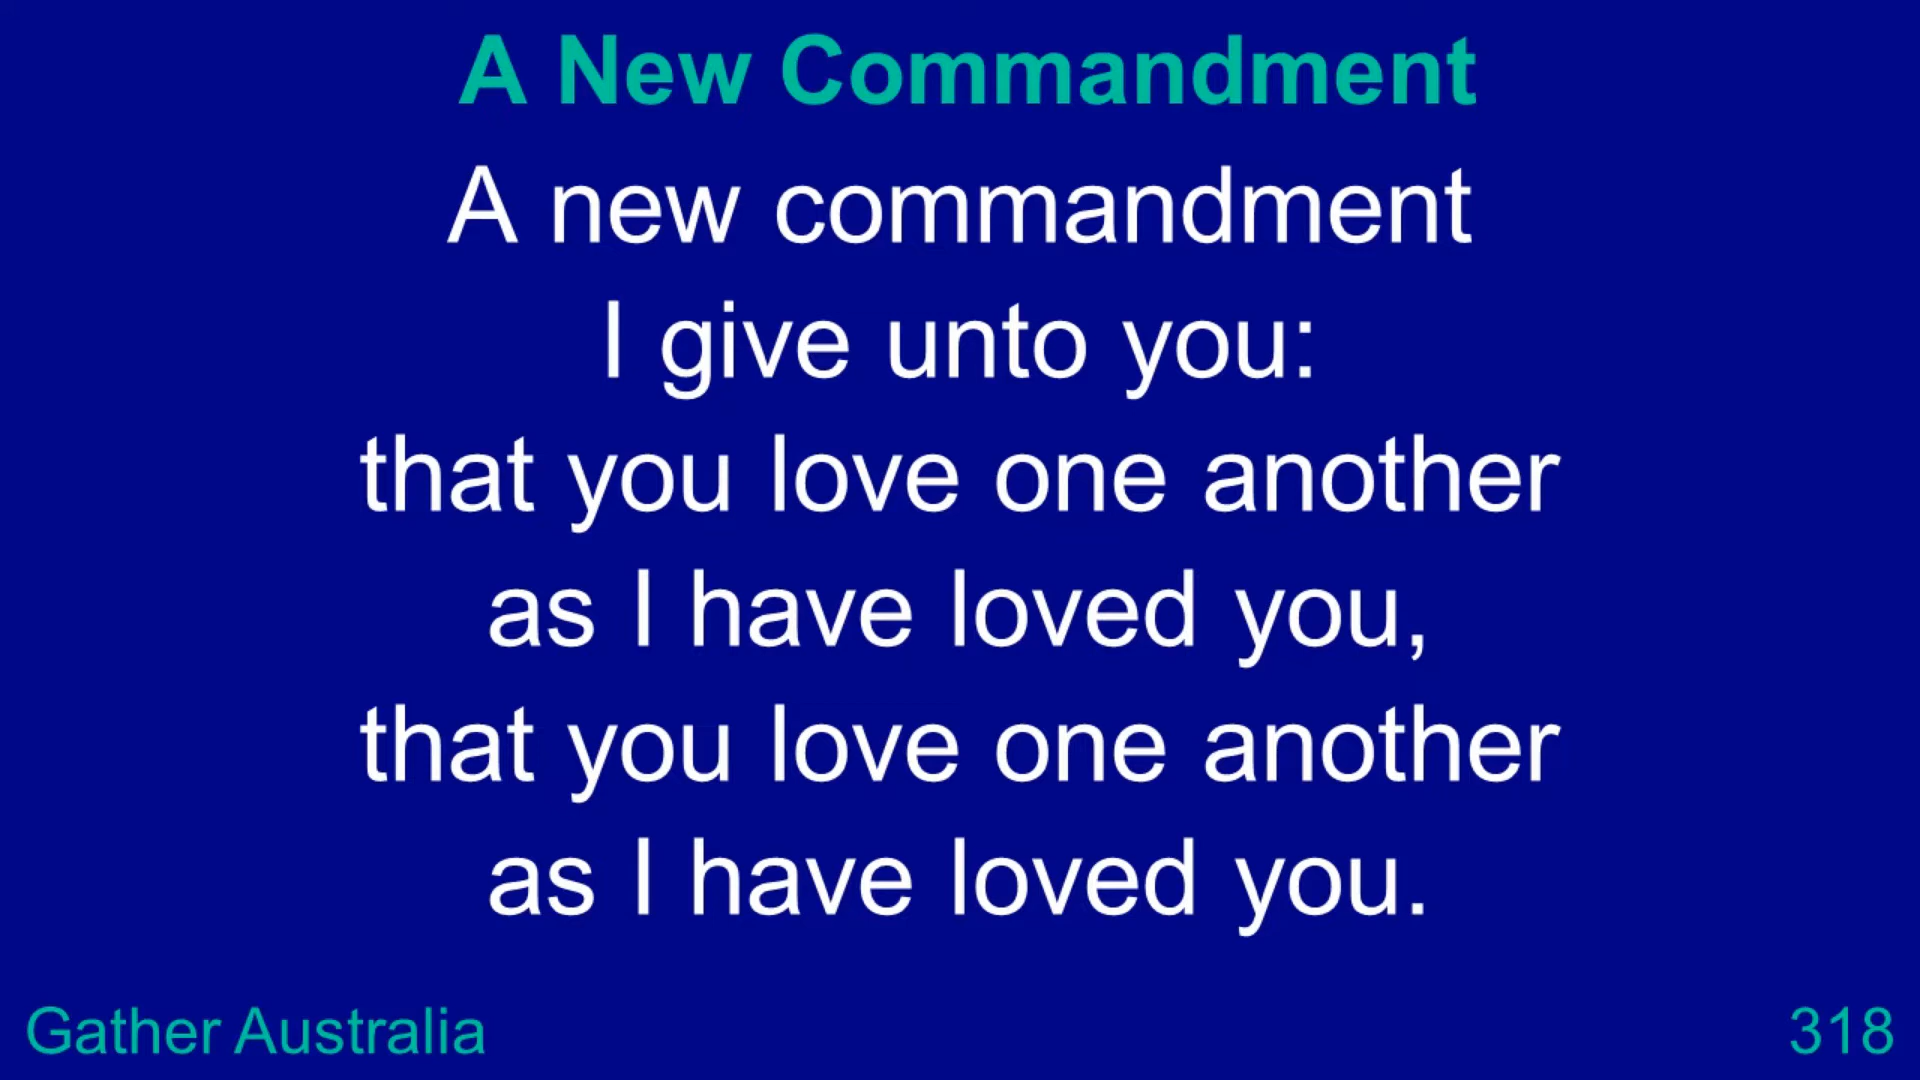 A New Commandment
A new commandment
I give unto you:
that you love one another
as I have loved you,
that you love one another
as I have loved you.
Gather Australia
318